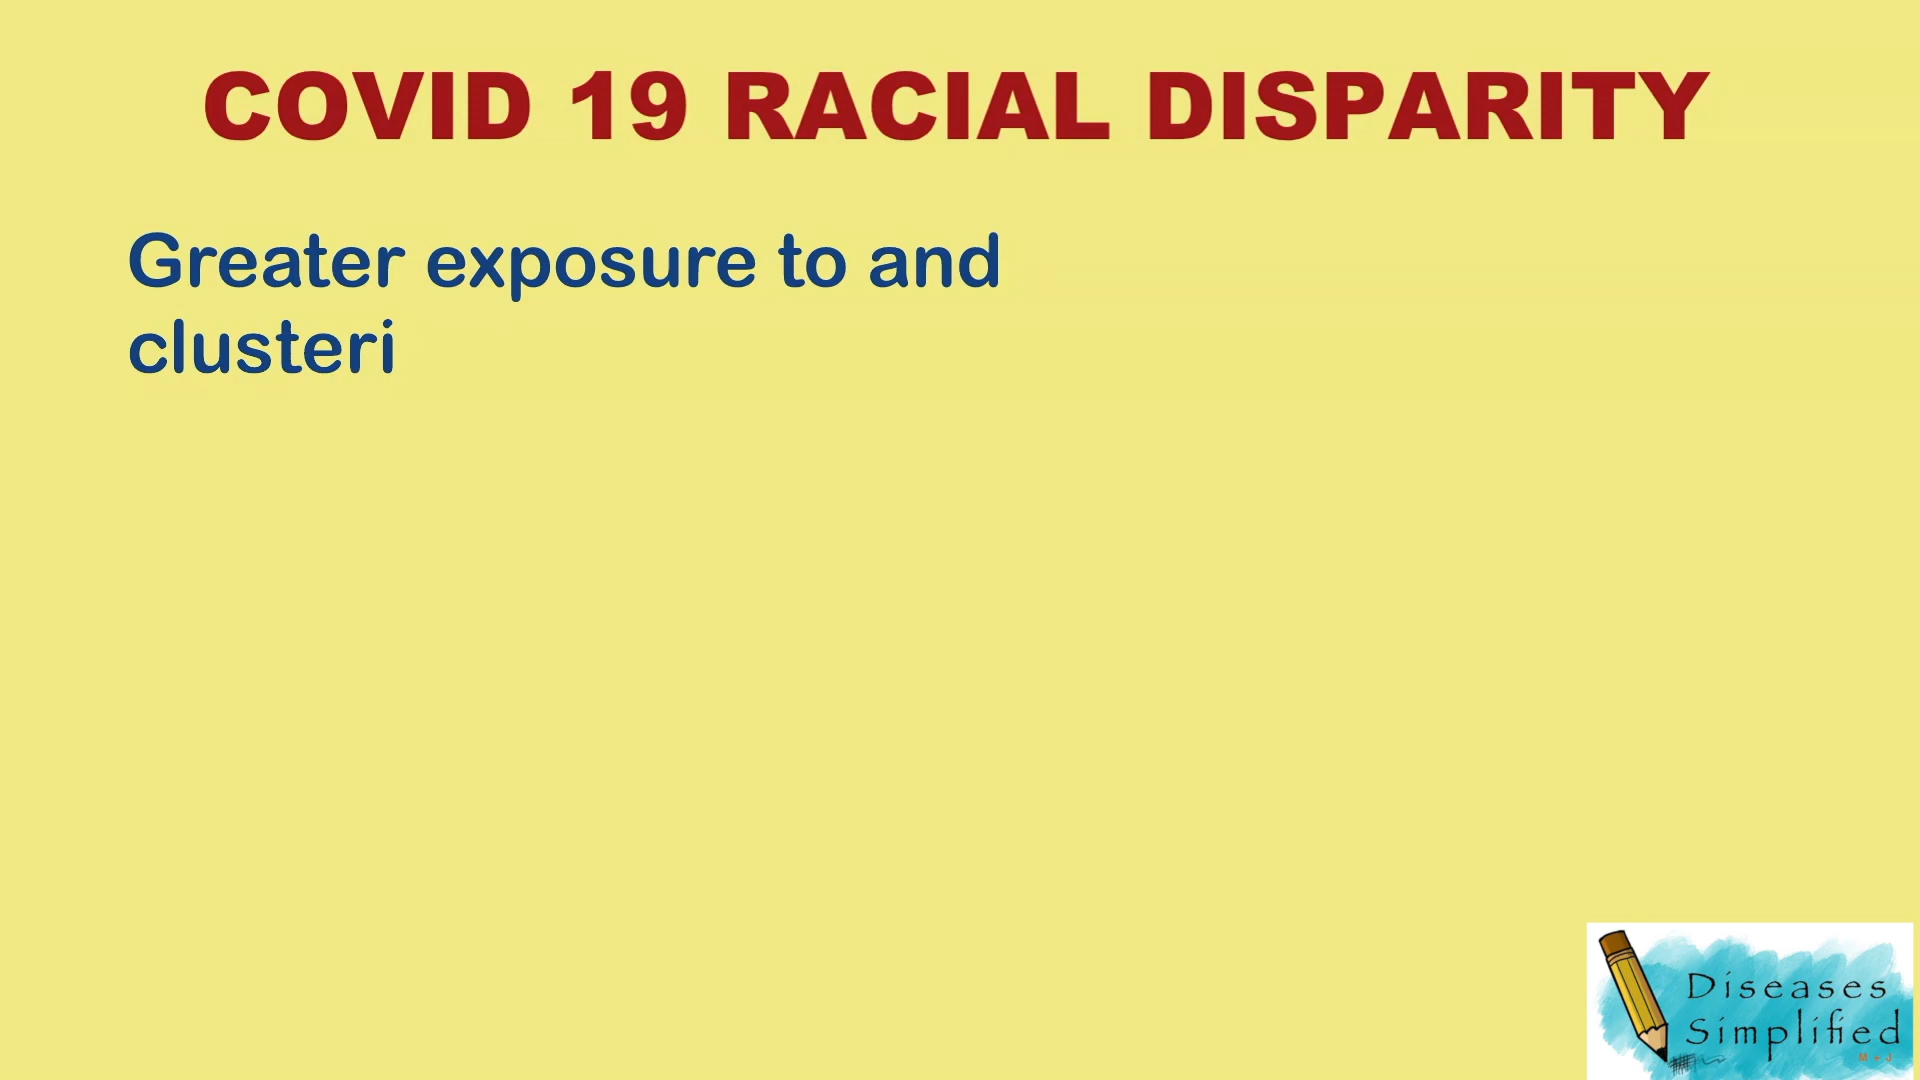 COVID 19 RACIAL DISPARITY
Greater exposure to and
clusteri
Diseases
Simplified
M + J